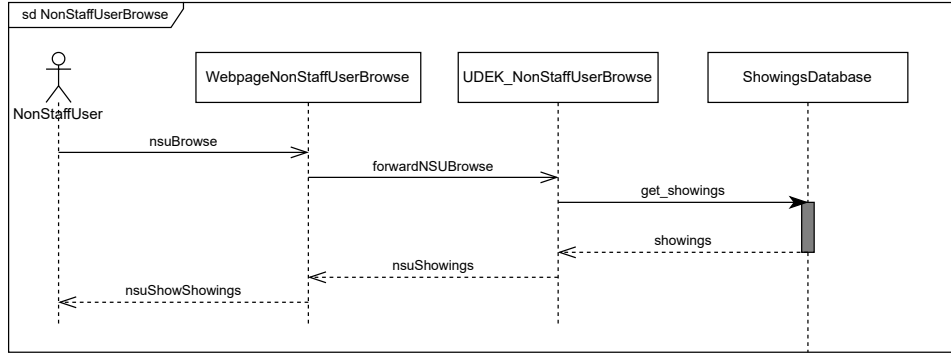 sd NonStaffUserBrowse
NonStaffUser
WebpageNonStaffUserBrowse
UDEK_NonStaffUserBrowse
ShowingsDatabase
nsuBrowse
forwardNSUBrowse
get_showings
showings
nsuShowings
nsuShowShowings